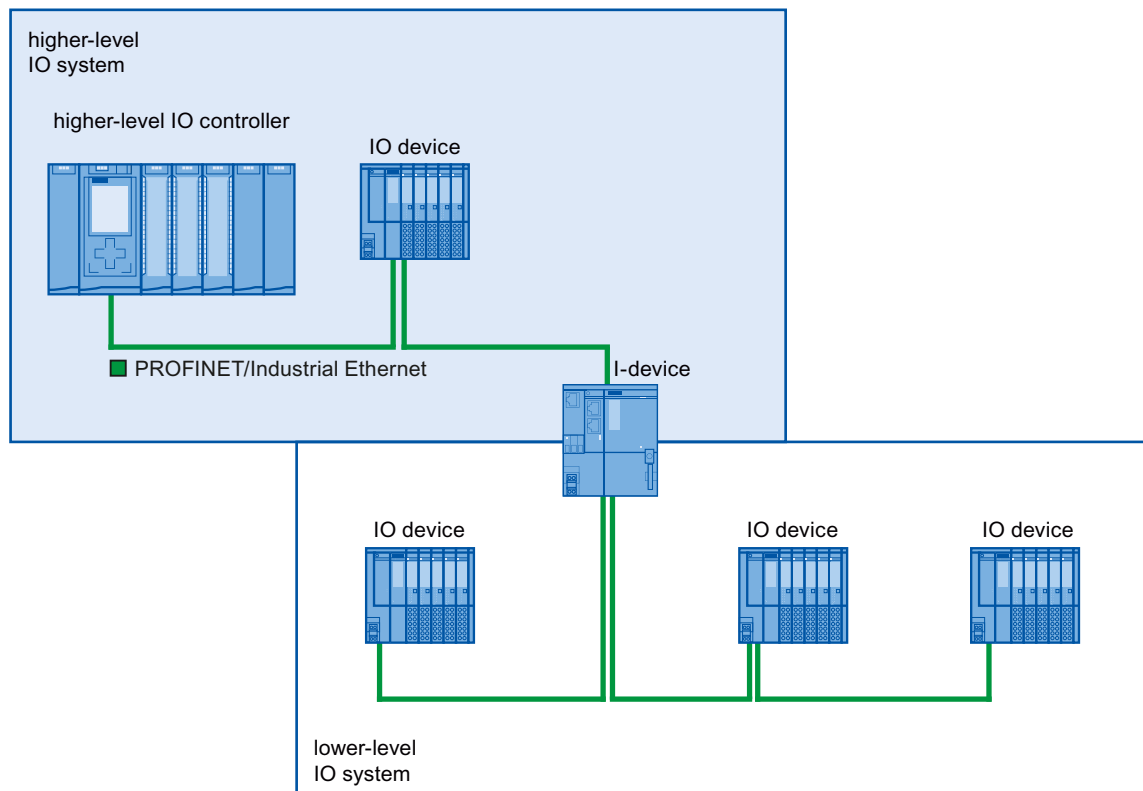 higher-level
IO system
higher-level IO controller
IO device
PROFINET/Industrial Ethernet
I-device
IO device
IO device
IO device
lower-level
IO system